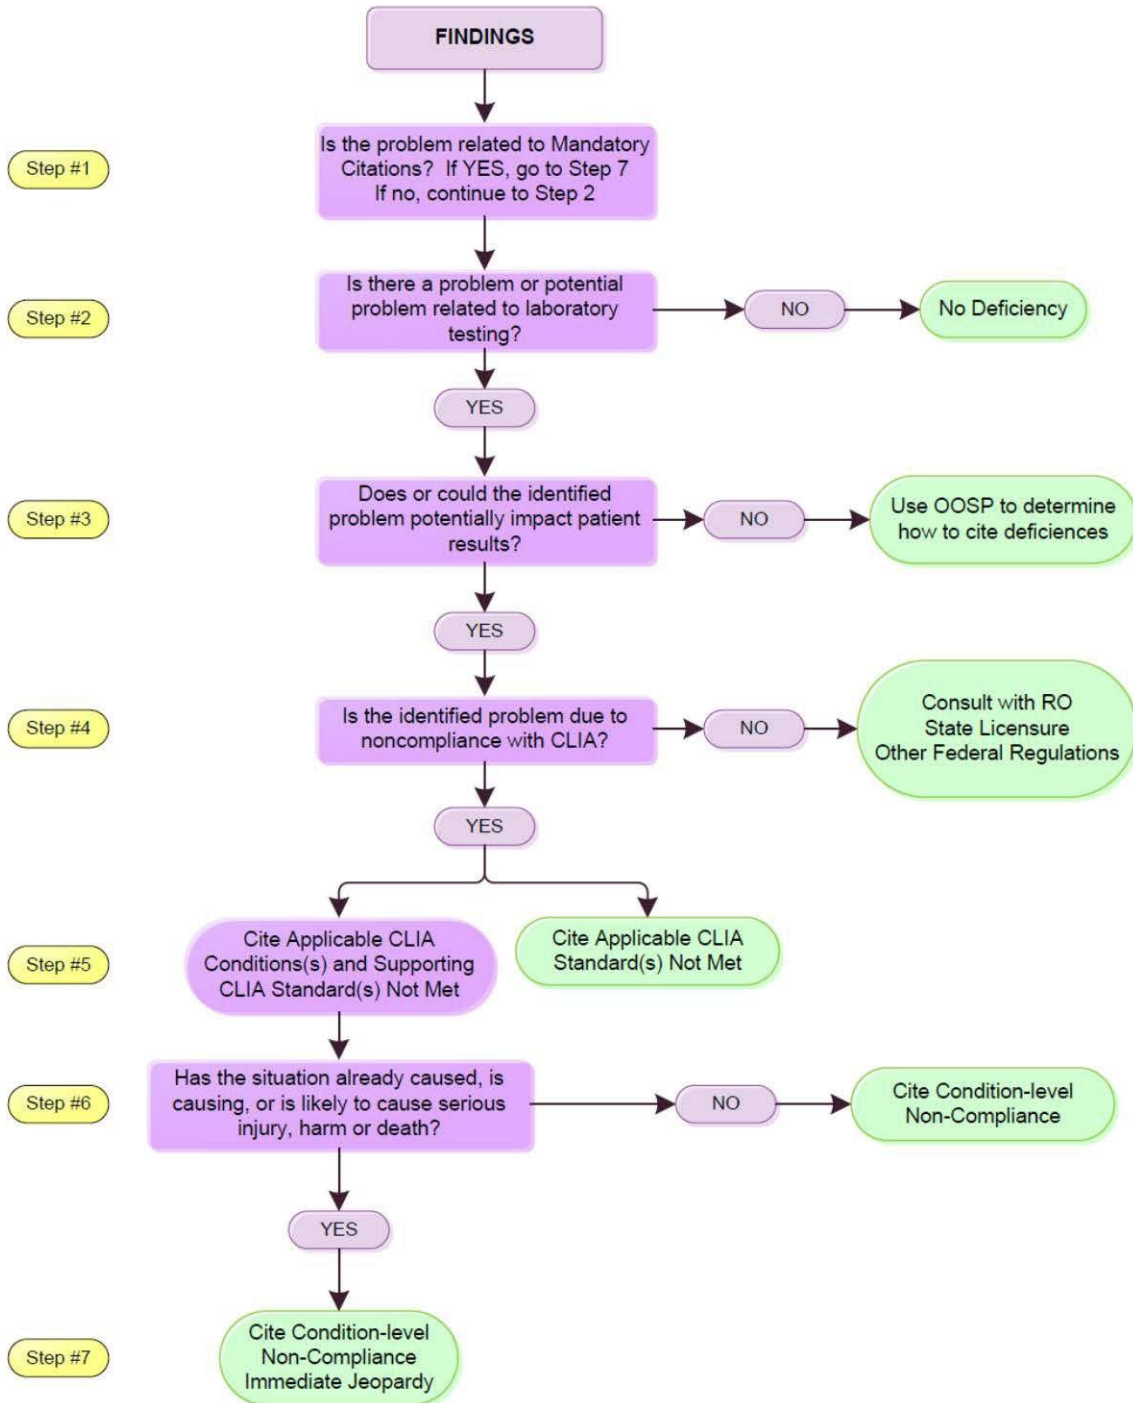 FINDINGS
Step #1
Is the problem related to Mandatory
Citations? If YES, go to Step 7
If no, continue to Step 2
Step #2
Is there a problem or potential
problem related to laboratory
testing?
NO
No Deficiency
YES
Step #3
Does or could the identified
problem potentially impact patient
results?
NO
Use OOSP to determine
how to cite deficiences
YES
Step #4
Is the identified problem due to
noncompliance with CLIA?
NO
Consult with RO
State Licensure
Other Federal Regulations
YES
Step #5
Cite Applicable CLIA
Conditions(s) and Supporting
CLIA Standard(s) Not Met
Cite Applicable CLIA
Standard(s) Not Met
Step #6
Has the situation already caused, is
causing, or is likely to cause serious
injury, harm or death?
NO
Cite Condition-level
Non-Compliance
YES
Step #7
Cite Condition-level
Non-Compliance
Immediate Jeopardy